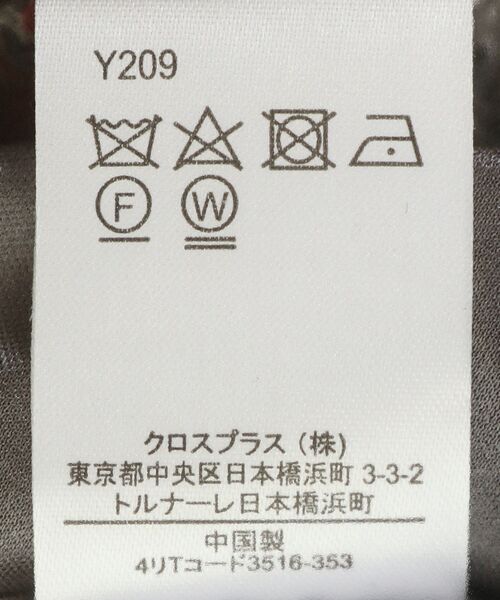 Y209
F W
クロスプラス (株)
東京都中央区日本橋浜町 3-3-2
トルナーレ日本橋浜町
中国製
4リTコード3516-353